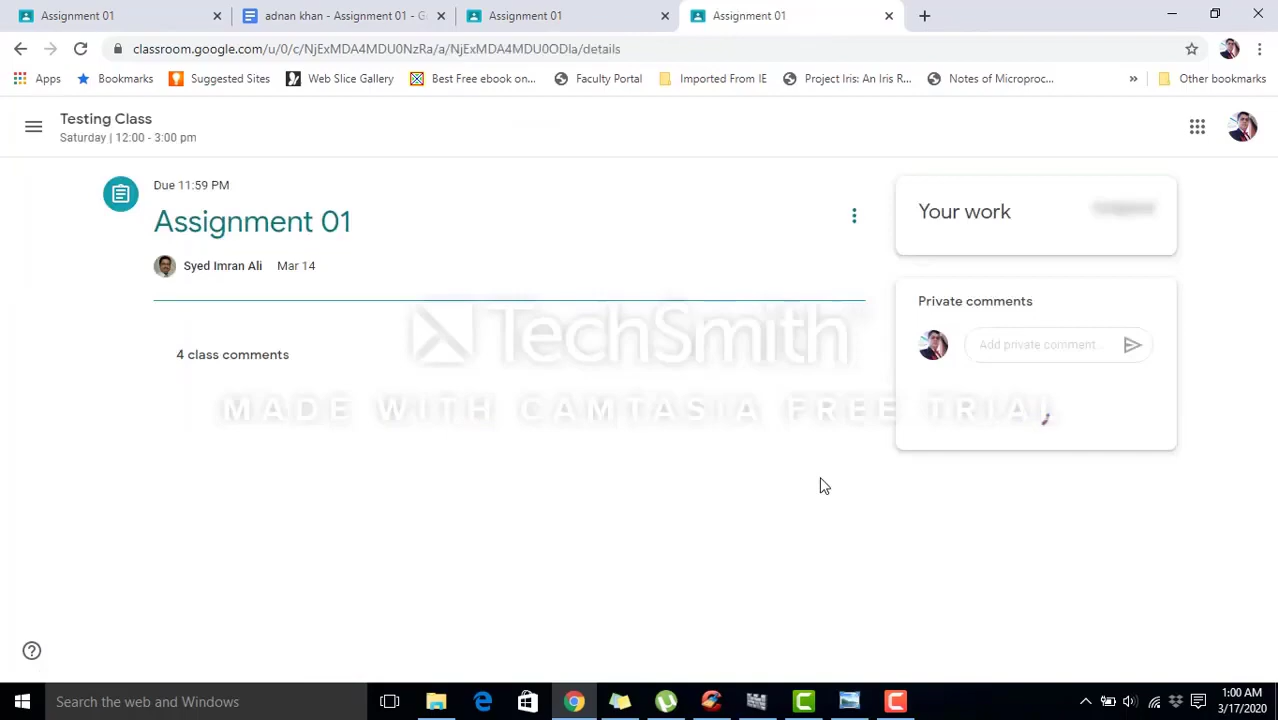 Assignment 01
adnan khan - Assignment 01 - G
Assignment 01
Assignment 01
classroom.google.com/u/0/c/NjExMDA4MDU0NzRa/a/NjExMDA4MDU0ODIa/details
Apps
Bookmarks
Suggested Sites
Web Slice Gallery
Best Free ebook on...
Faculty Portal
Imported From IE
Project Iris: An Iris R...
Notes of Microproc...
»
Other bookmarks
Testing Class
Saturday | 12:00 - 3:00 pm
Due 11:59 PM
Assignment 01
Syed Imran Ali Mar 14
4 class comments
Your work
Private comments
Add private comment...
TechSmith
MADE WITH CAMTASIA FREE TRIAL
Search the web and Windows
1:00 AM
3/17/2020